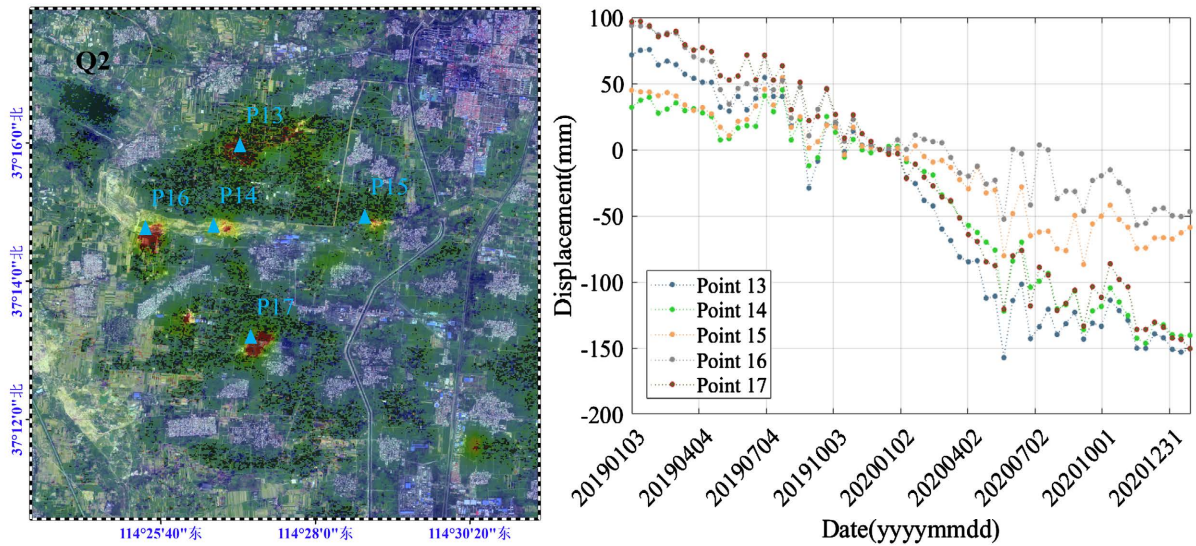 Q2
P13
P16
P14
P15
P17
37°16'0"北
37°14'0"北
37°12'0"北
114°25'40"东
114°28'0"东
114°30'20"东
Displacement(mm)
100
50
0
-50
-100
-150
-200
Point 13
Point 14
Point 15
Point 16
Point 17
20190103
20190404
20190704
20191003
20200102
20200402
20200702
20201001
20201231
Date(yyyymmdd)